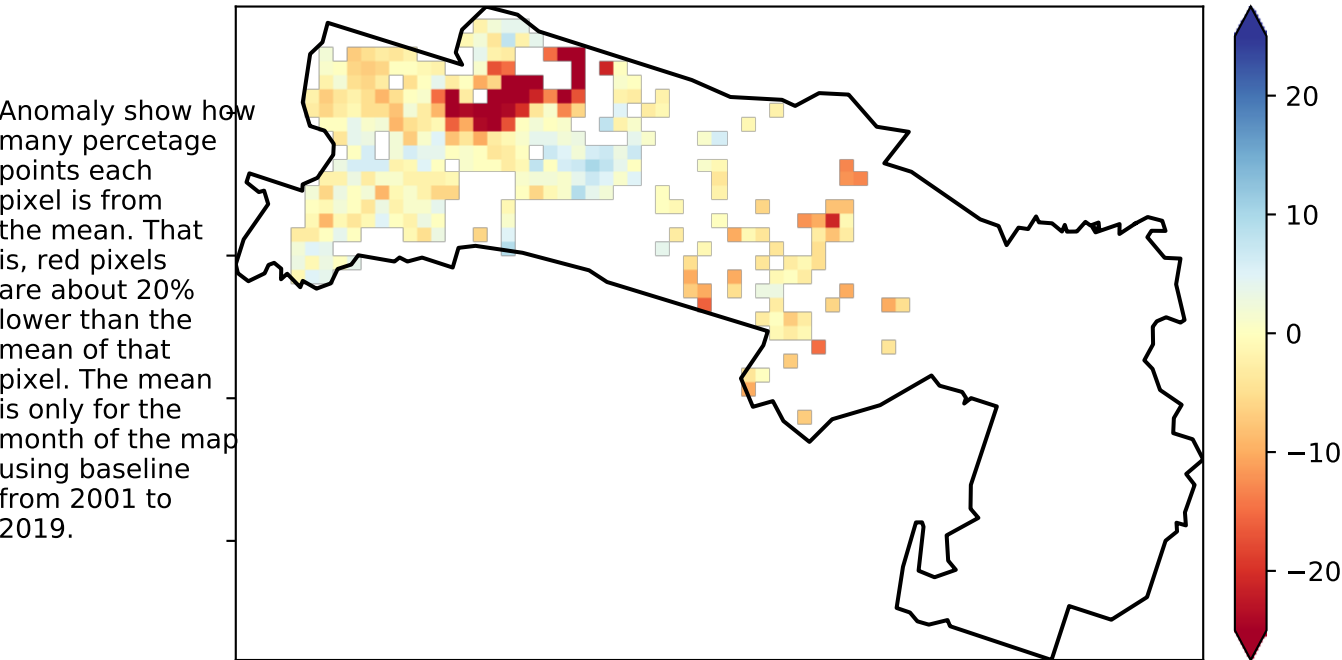 Anomaly show how
many percetage
points each
pixel is from
the mean. That
is, red pixels
are about 20%
lower than the
mean of that
pixel. The mean
is only for the
month of the map
using baseline
from 2001 to
2019.
20
10
0
−10
−20